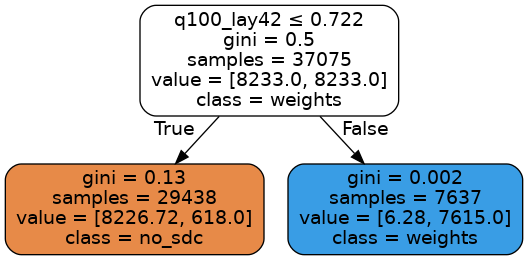 q100_lay42 ≤ 0.722
gini = 0.5
samples = 37075
value = [8233.0, 8233.0]
class = weights
True
False
gini = 0.13
samples = 29438
value = [8226.72, 618.0]
class = no_sdc
gini = 0.002
samples = 7637
value = [6.28, 7615.0]
class = weights